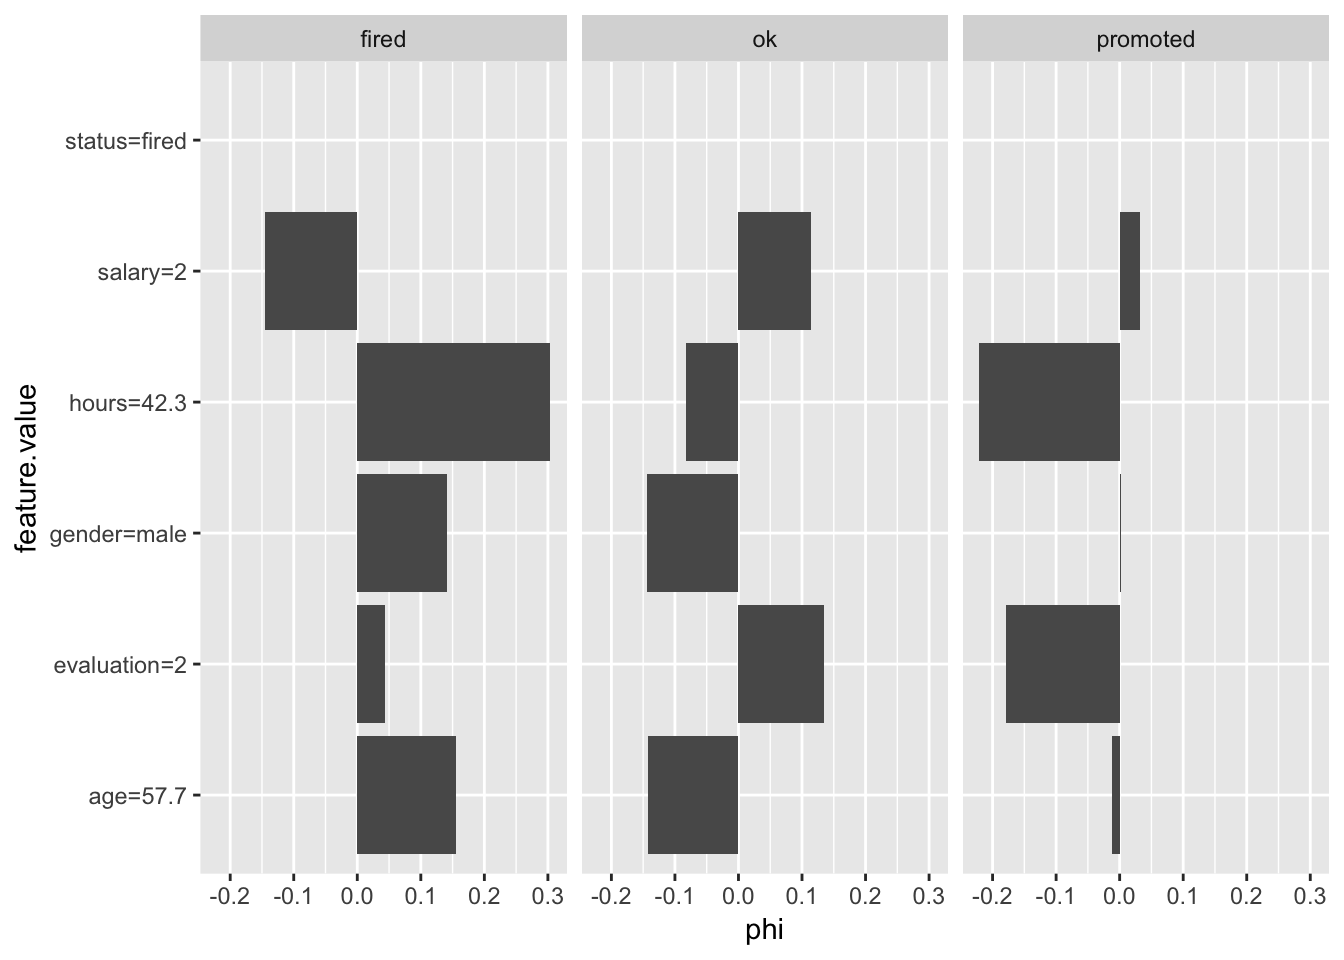 fired ok promoted
status=fired
salary=2
hours=42.3
gender=male
evaluation=2
age=57.7
feature.value
-0.2 -0.1 0.0 0.1 0.2 0.3 -0.2 -0.1 0.0 0.1 0.2 0.3 -0.2 -0.1 0.0 0.1 0.2 0.3
phi